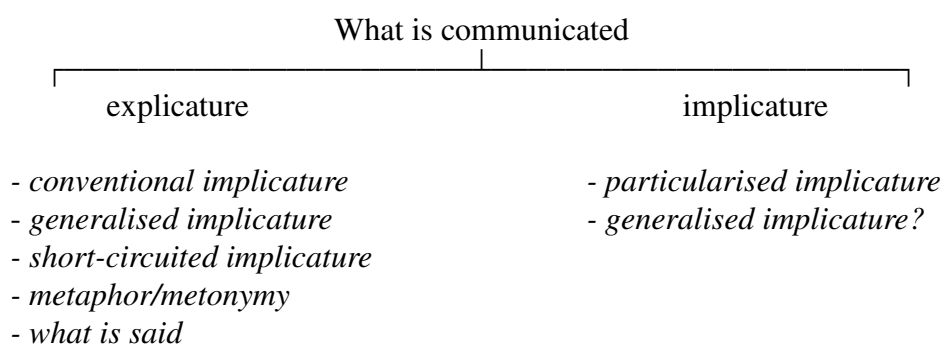 What is communicated
explicature implicature
- conventional implicature - particularised implicature
- generalised implicature - generalised implicature?
- short-circuited implicature
- metaphor/metonymy
- what is said